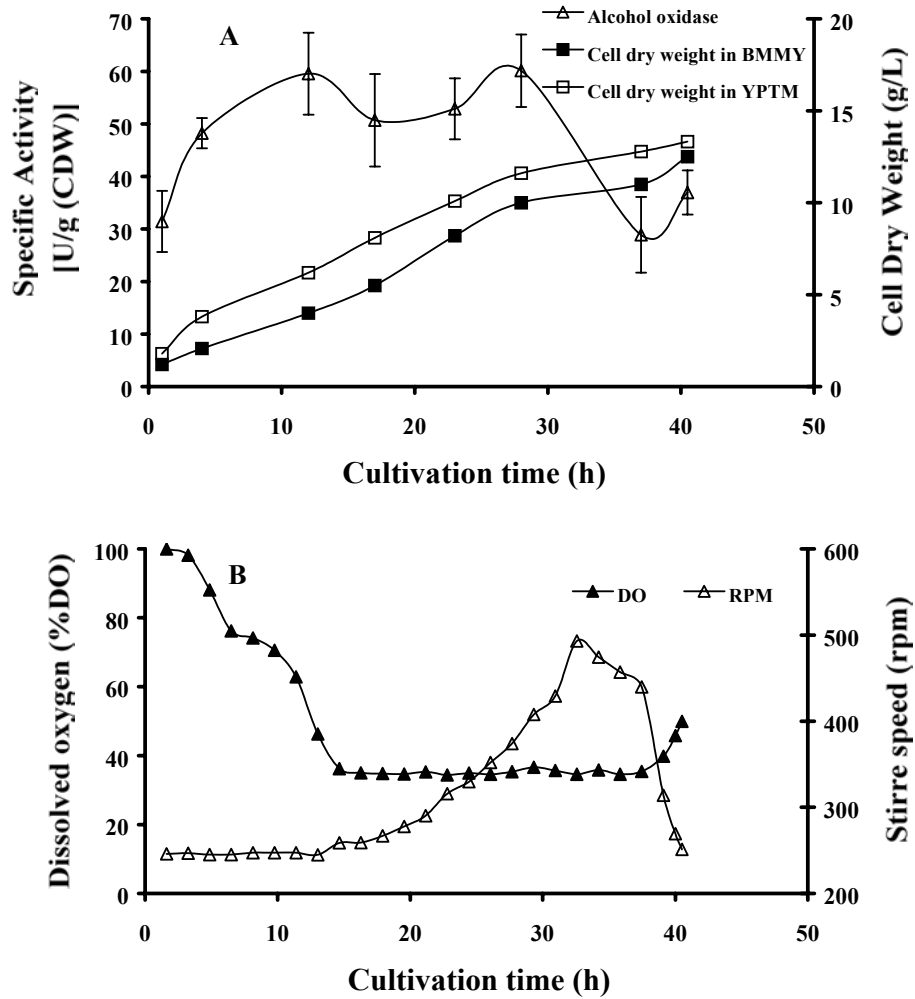 A
Alcohol oxidase
Cell dry weight in BMMY
Cell dry weight in YPTM
Specific Activity
[U/g (CDW)]
70
60
50
40
30
20
10
0
20
15
10
5
0
Cell Dry Weight (g/L)
0 10 20 30 40 50
Cultivation time (h)
B
DO RPM
Dissolved oxygen (%DO)
100
80
60
40
20
0
600
500
400
300
200
Stirre speed (rpm)
0 10 20 30 40 50
Cultivation time (h)